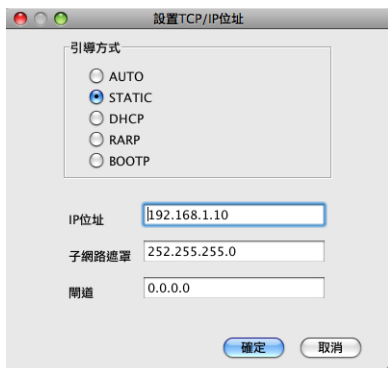 設置TCP/IP位址
引導方式
AUTO
STATIC
DHCP
RARP
BOOTP
IP位址 192.168.1.10
子網路遮罩 255.255.255.0
閘道 0.0.0.0
確定 取消